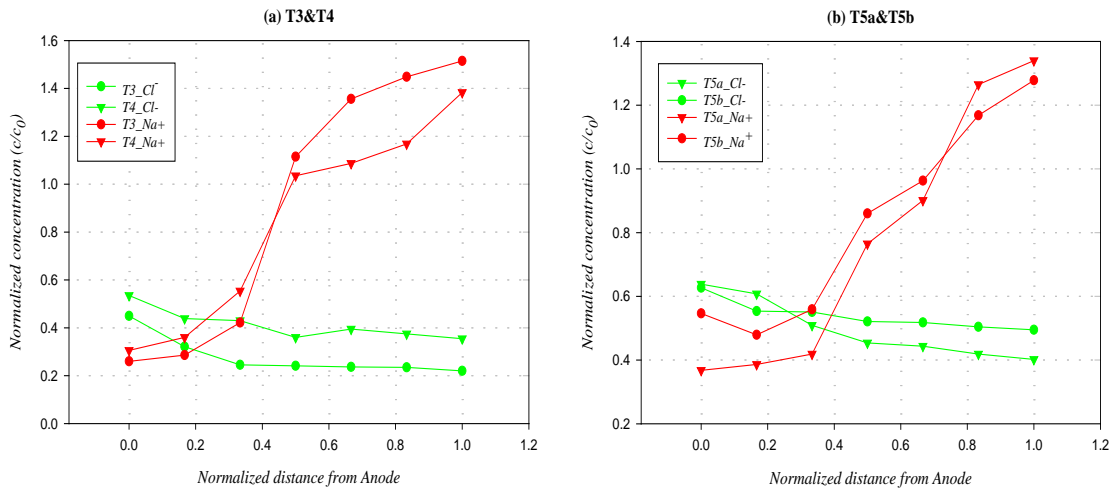 (a) T3&T4
T3_Cl⁻
T4_Cl-
T3_Na+
T4_Na+
1.6
1.4
1.2
1.0
0.8
0.6
0.4
0.2
0.0
Normalized concentration (c/c₀)
0.0 0.2 0.4 0.6 0.8 1.0 1.2
Normalized distance from Anode
(b) T5a&T5b
T5a_Cl-
T5b_Cl-
T5a_Na+
T5b_Na⁺
1.4
1.2
1.0
0.8
0.6
0.4
0.2
Normalized concentration (c/c₀)
0.0 0.2 0.4 0.6 0.8 1.0 1.2
Normalized distance from Anode